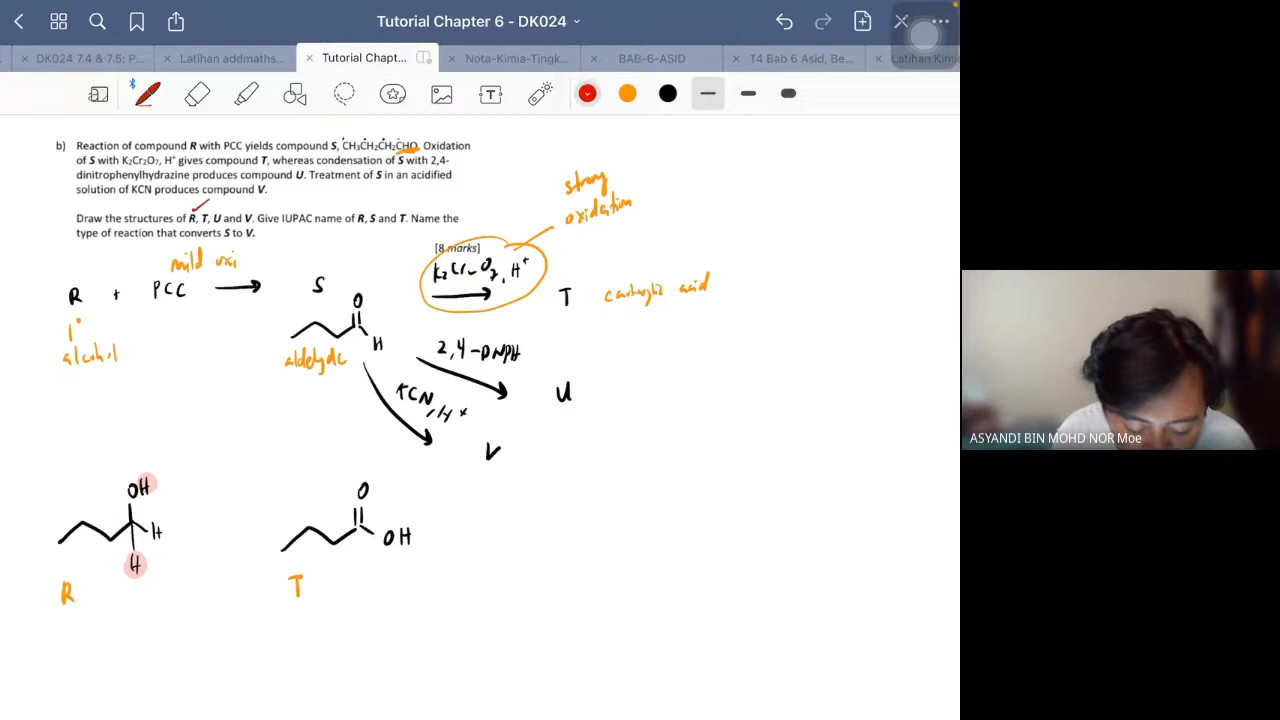 Tutorial Chapter 6 - DK024
DK024 7.4 & 7.5: P...
Latihan addmaths...
Tutorial Chapt...
Nota-Kimia-Tingk...
BAB-6-ASID
T4 Bab 6 Asid, Be...
Latihan Kimi
b) Reaction of compound R with PCC yields compound S, CH3CH2CH2CHO. Oxidation
of S with K2Cr2O7, H+ gives compound T, whereas condensation of S with 2,4-
dinitrophenylhydrazine produces compound U. Treatment of S in an acidified
solution of KCN produces compound V.
Draw the structures of R, T, U and V. Give IUPAC name of R, S and T. Name the
type of reaction that converts S to V.
[8 marks]
strong
oxidation
mild oxi
R + PCC
S
K2Cr2O7, H+
T carboxylic acid
1°
alcohol
O
H
aldehydc
2,4-DNPH
U
KCN, H+
V
OH
H
H
R
O
OH
T
ASYANDI BIN MOHD NOR Moe